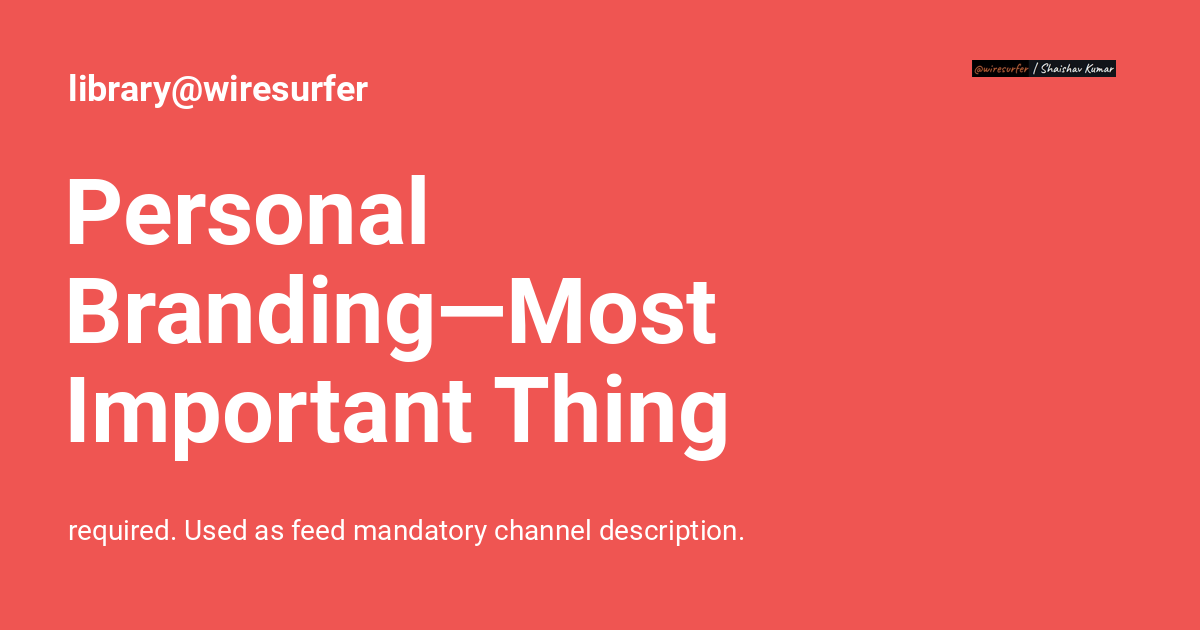 library@wiresurfer
@wiresurfer | Shaishav Kumar
Personal
Branding—Most
Important Thing
required. Used as feed mandatory channel description.